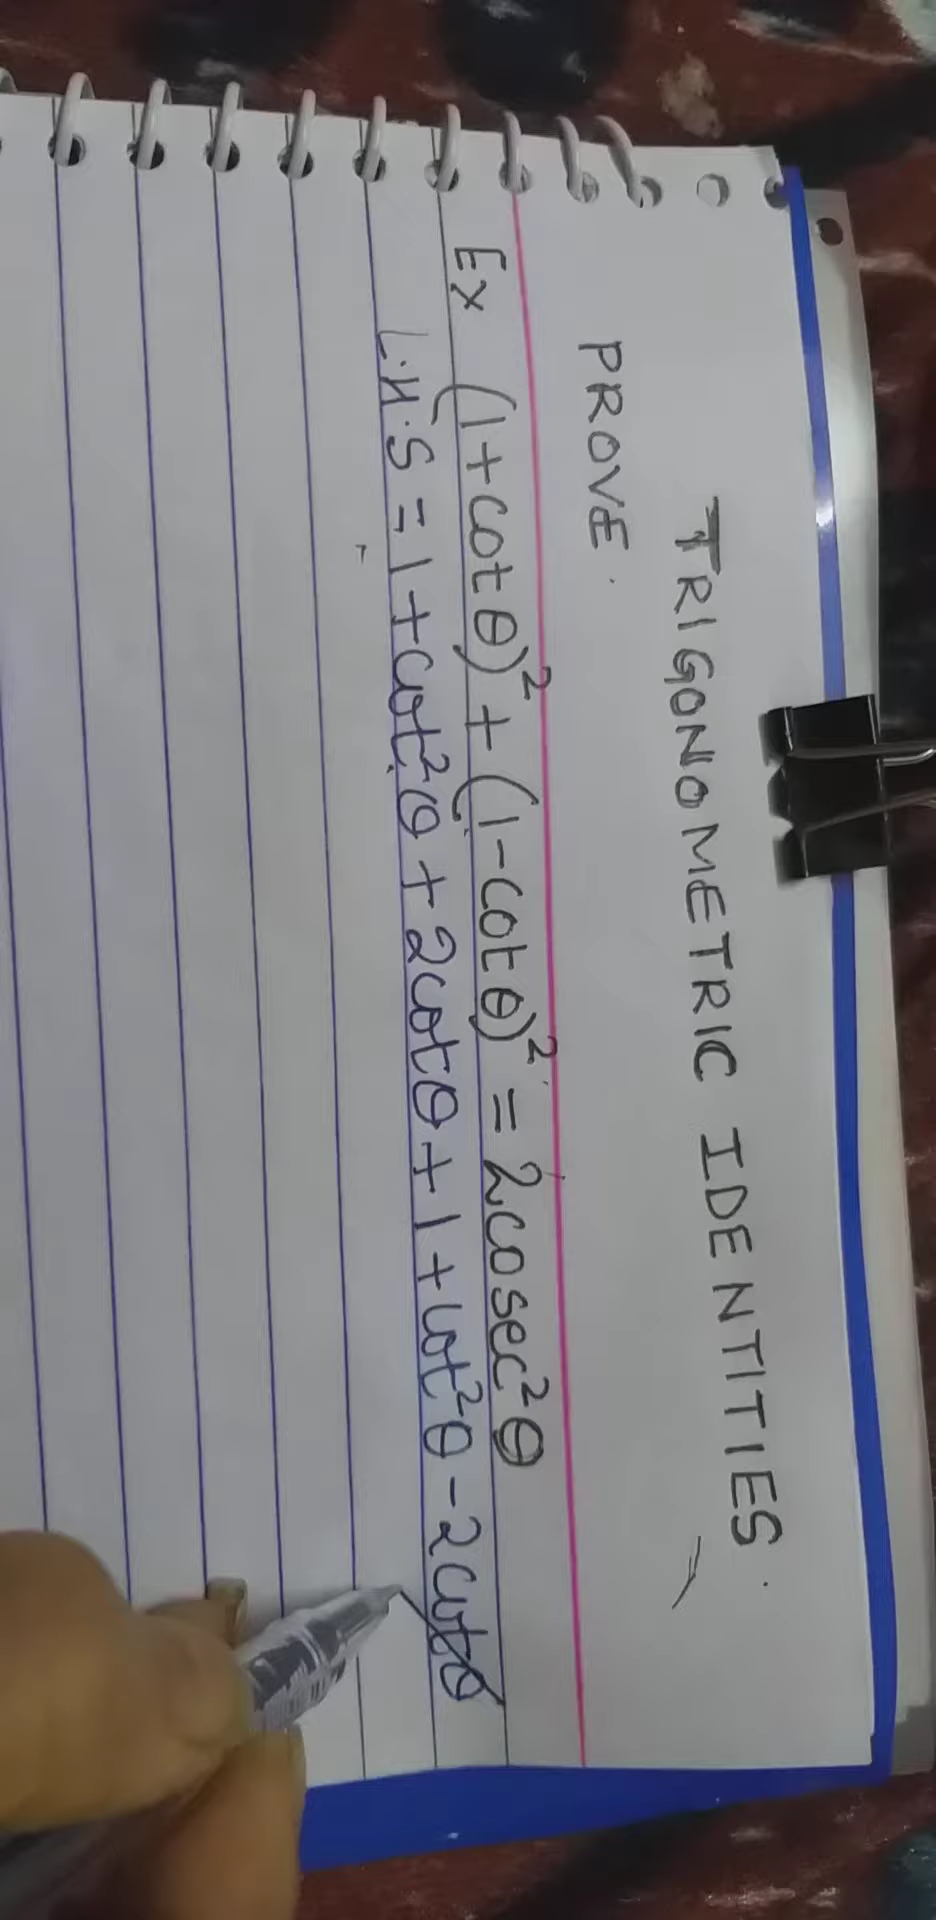 TRIGONOMETRIC IDENTITIES.
PROVE.
Ex (1+cotθ)² + (1-cotθ)² = 2cosec²θ
L.H.S = 1+cot²θ + 2cotθ + 1 + cot²θ - 2cotθ